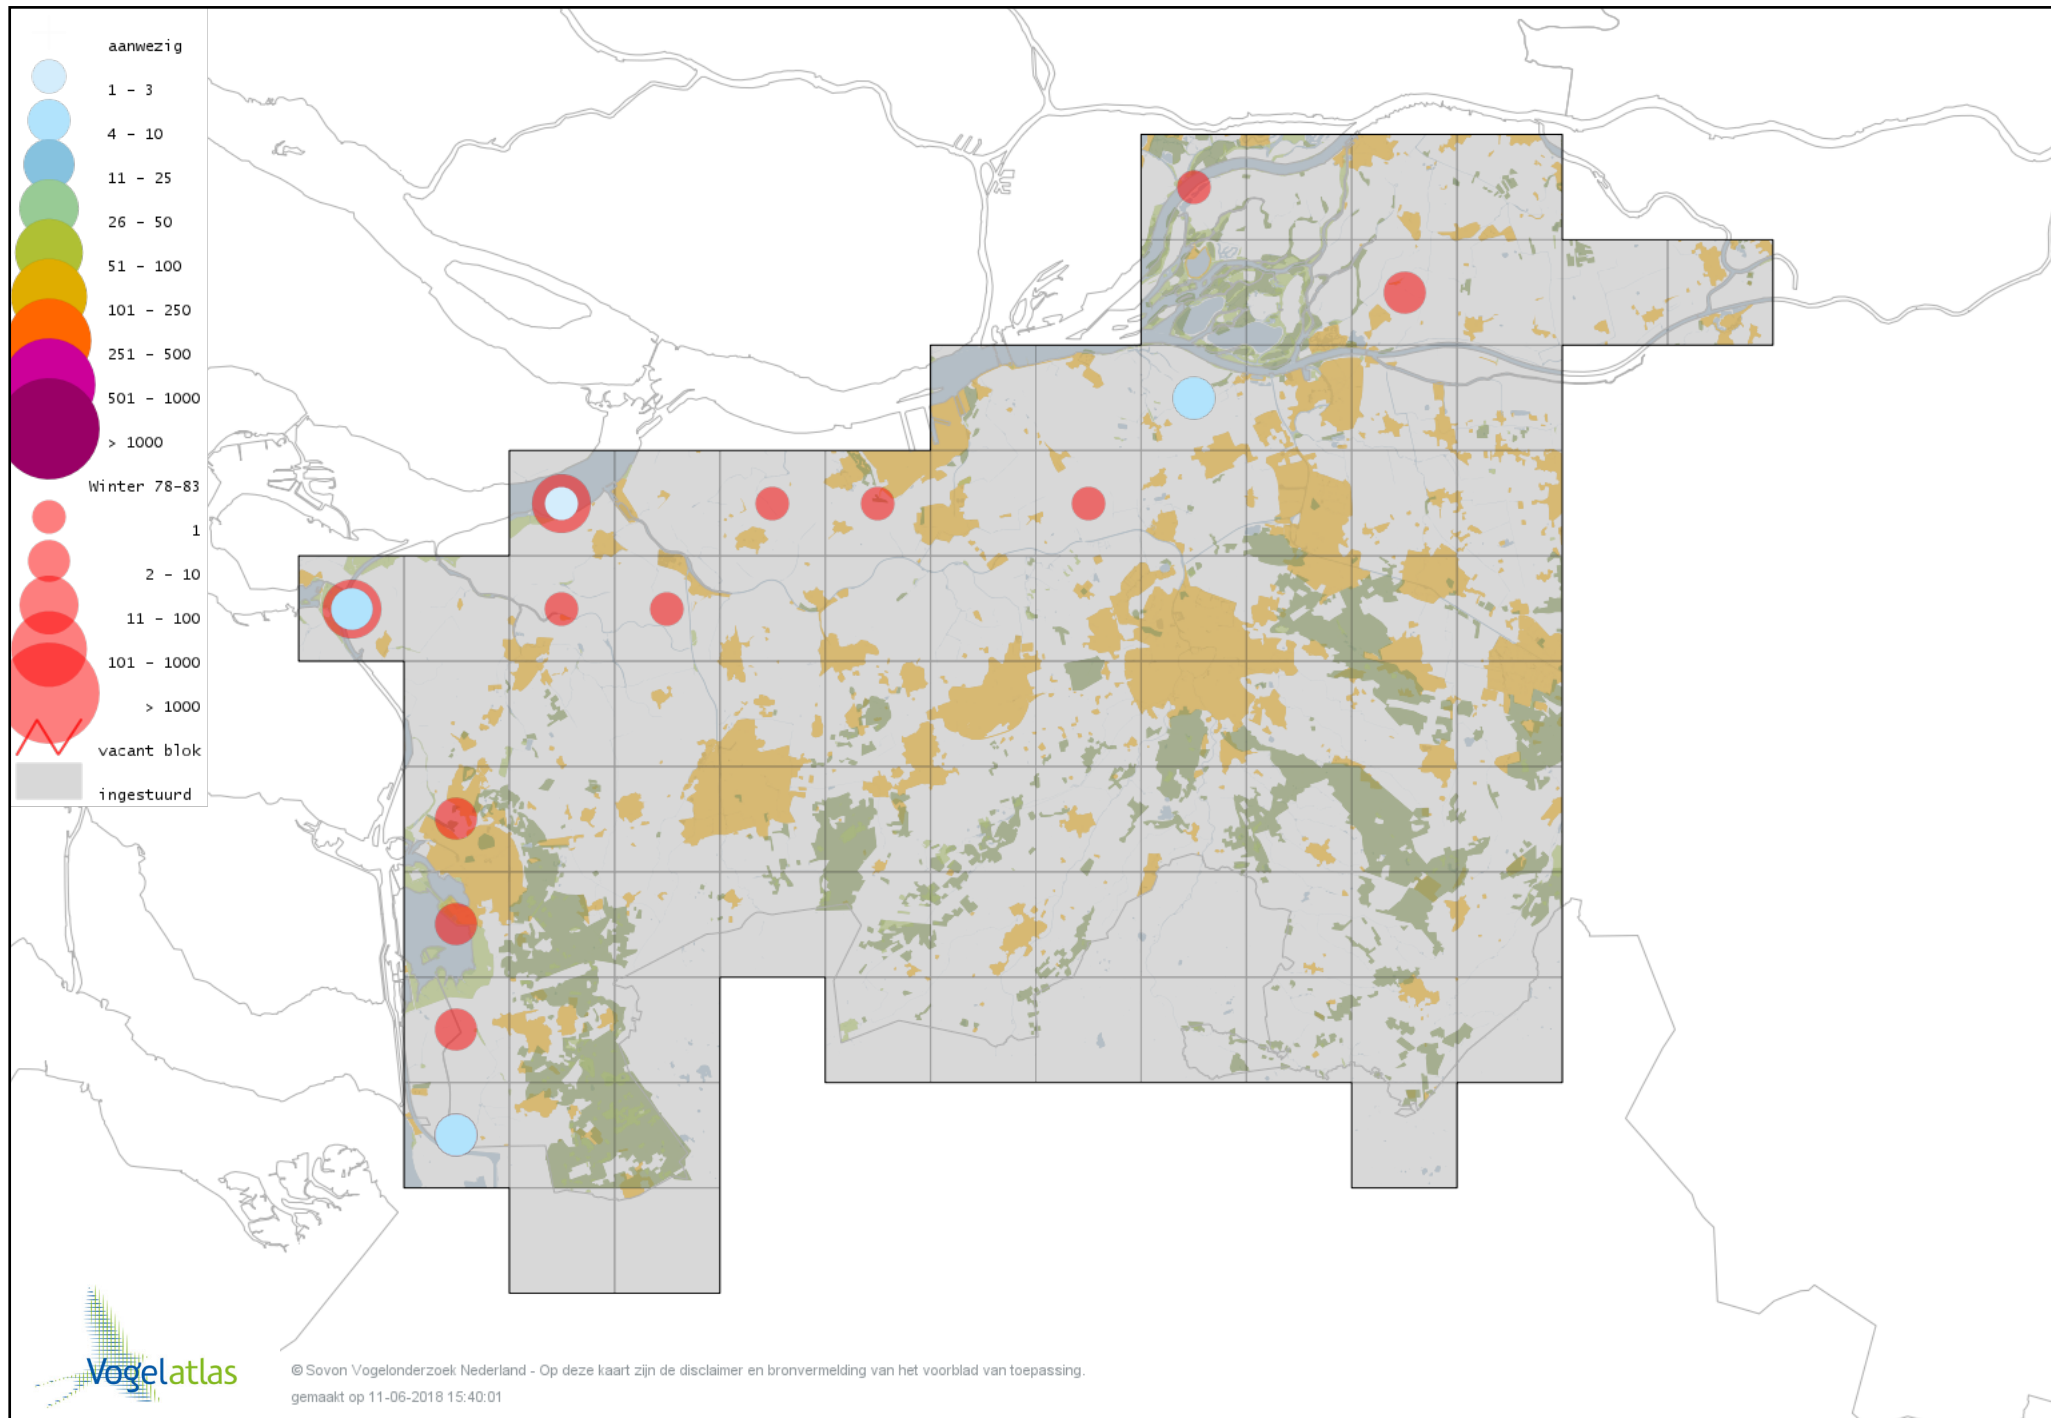 aanwezig
1 - 3
4 - 10
11 - 25
26 - 50
51 - 100
101 - 250
251 - 500
501 - 1000
> 1000
Winter 78-83
1
2 - 10
11 - 100
101 - 1000
> 1000
vacant blok
ingestuurd
Vogelatlas
© Sovon Vogelonderzoek Nederland - Op deze kaart zijn de disclaimer en bronvermelding van het voorblad van toepassing.
gemaakt op 11-06-2018 15:40:01